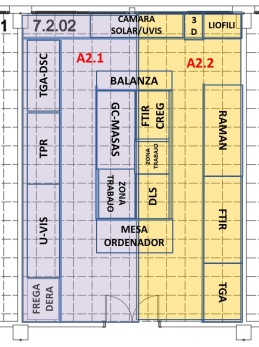 1
7.2.02
CAMARA
SOLAR/UVIS
3
D
LIOFILI
A2.1
A2.2
TGA-DSC
TPR
U-VIS
FREGA
DERA
BALANZA
GC-MASAS
FTIR
CREG
ZONA
TRABAJO
ZONA
TRABAJO
DLS
MESA
ORDENADOR
RAMAN
FTIR
TGA